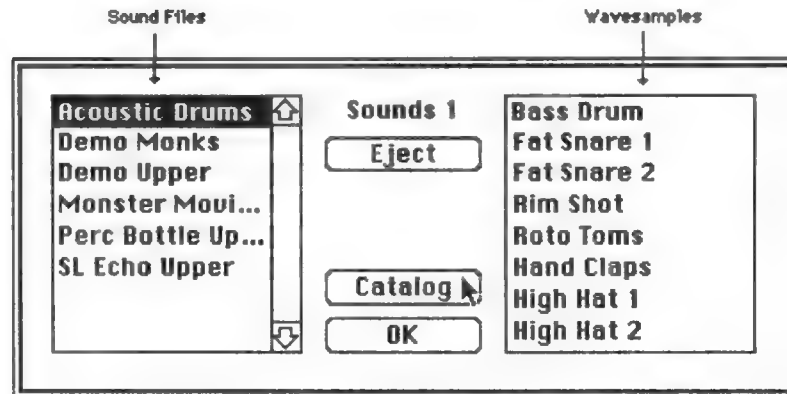 Sound Files
Wavesamples
Acoustic Drums
Demo Monks
Demo Upper
Monster Movi...
Perc Bottle Up...
SL Echo Upper
Sounds 1
Eject
Catalog
OK
Bass Drum
Fat Snare 1
Fat Snare 2
Rim Shot
Roto Toms
Hand Claps
High Hat 1
High Hat 2